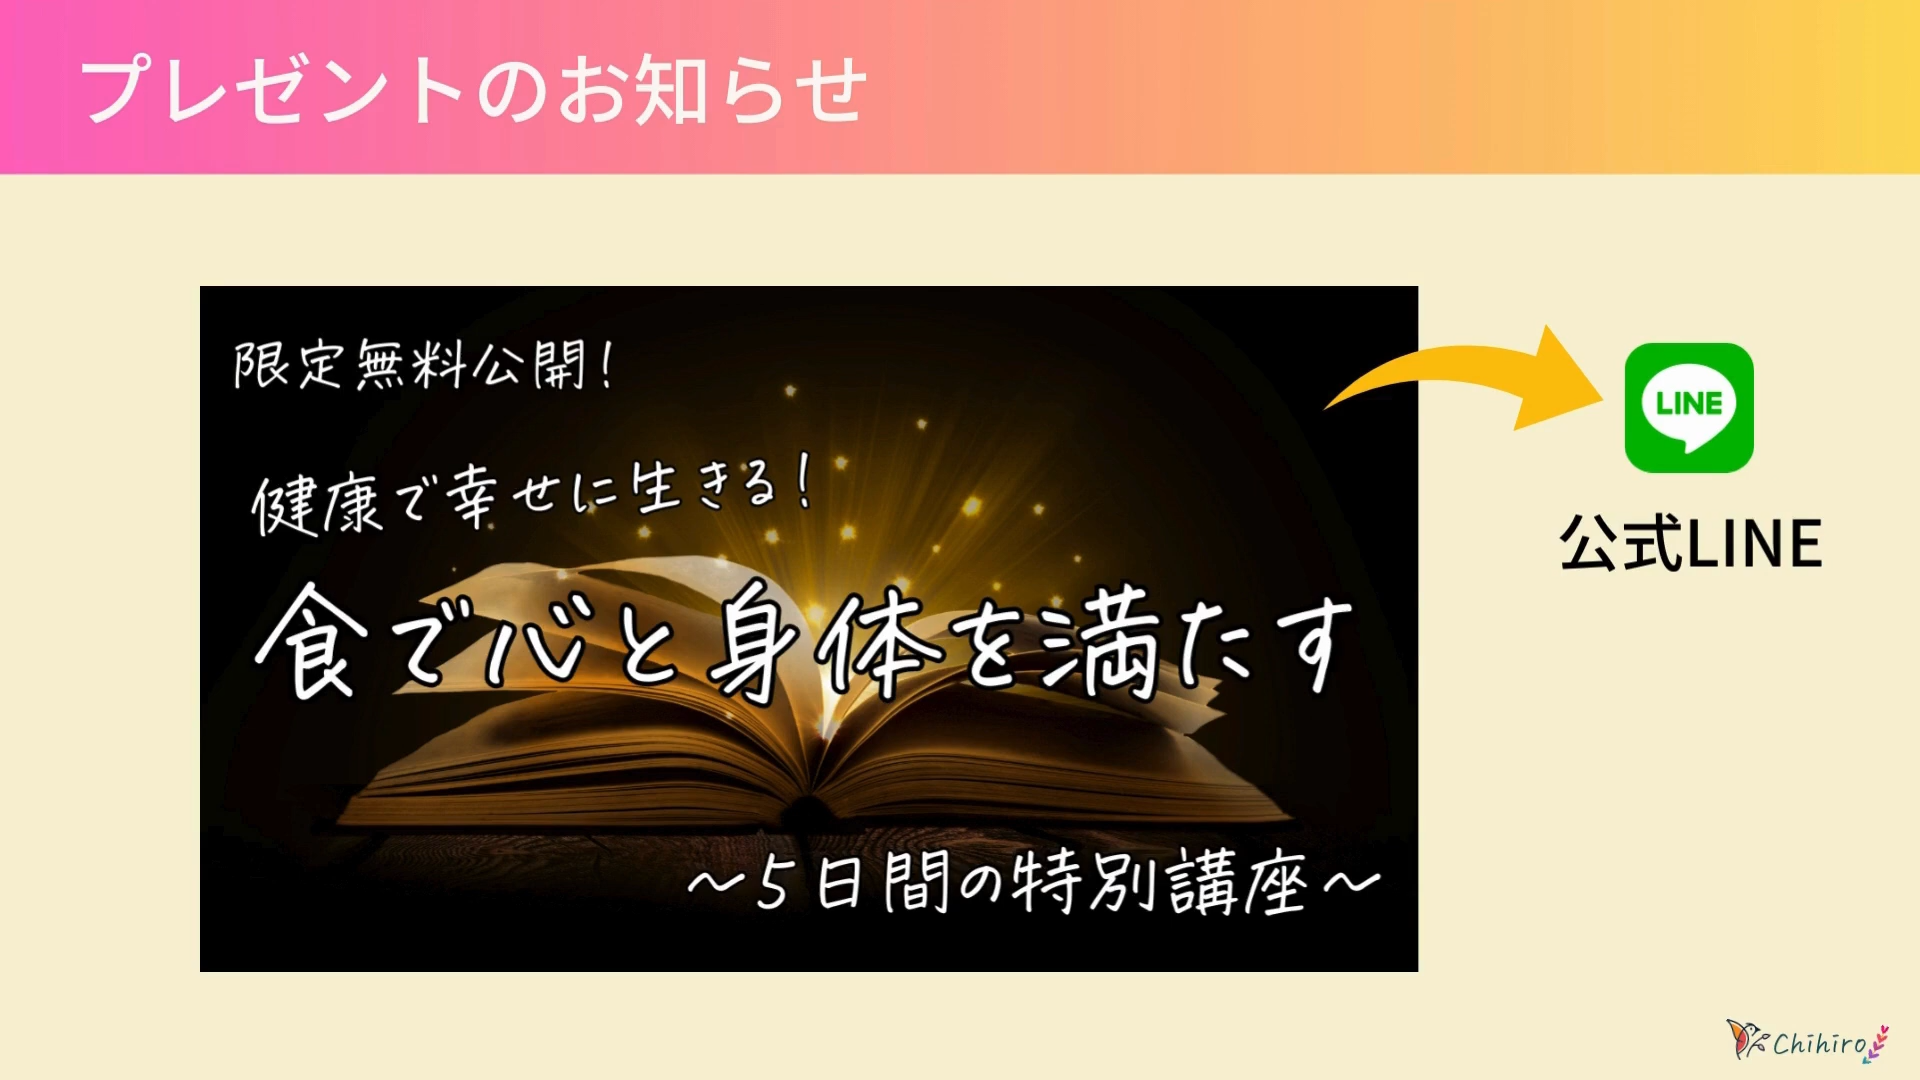 プレゼントのお知らせ
限定無料公開！
健康で幸せに生きる！
食で心と身体を満たす
～5日間の特別講座～
LINE
公式LINE
Chihiro